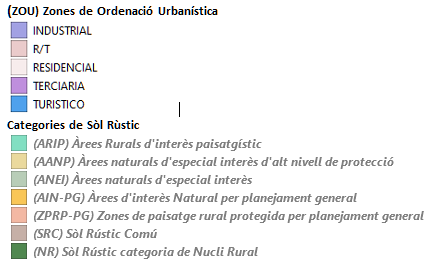 (ZOU) Zones de Ordenació Urbanística
INDUSTRIAL
R/T
RESIDENCIAL
TERCIARIA
TURISTICO
Categories de Sòl Rùstic
(ARIP) Àrees Rurals d'interès paisatgístic
(AANP) Àrees naturals d'especial interès d'alt nivell de protecció
(ANEI) Àrees naturals d'especial interès
(AIN-PG) Àrees d'interès Natural per planejament general
(ZPRP-PG) Zones de paisatge rural protegida per planjament general
(SRC) Sòl Rústic Comú
(NR) Sòl Rústic categoria de Nucli Rural